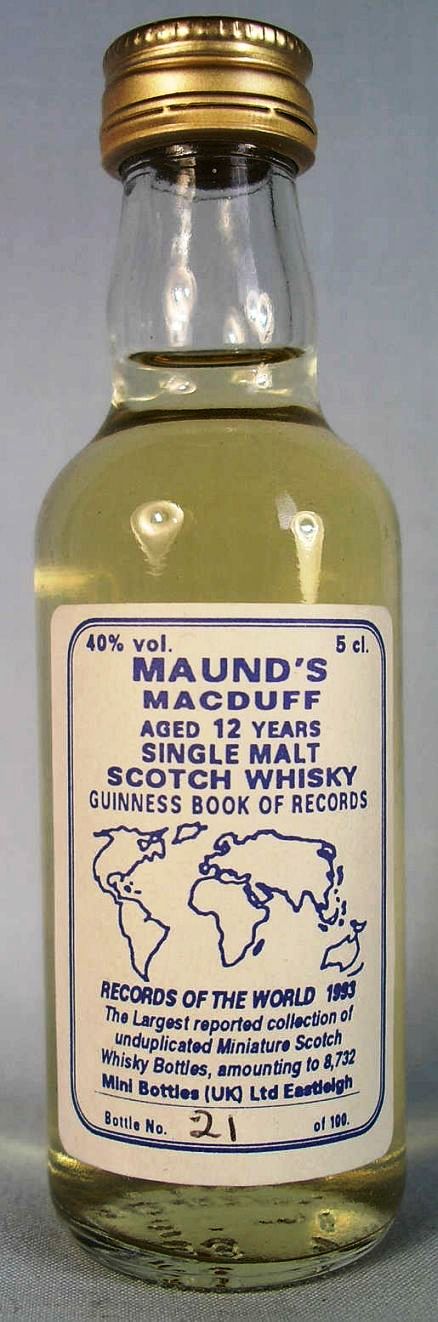 40% vol. 5 cl.
MAUND'S
MACDUFF
AGED 12 YEARS
SINGLE MALT
SCOTCH WHISKY
GUINNESS BOOK OF RECORDS
RECORDS OF THE WORLD 1993
The Largest reported collection of
unduplicated Miniature Scotch
Whisky Bottles, amounting to 8,732
Mini Bottles (UK) Ltd Eastleigh
Bottle No. 21 of 100.